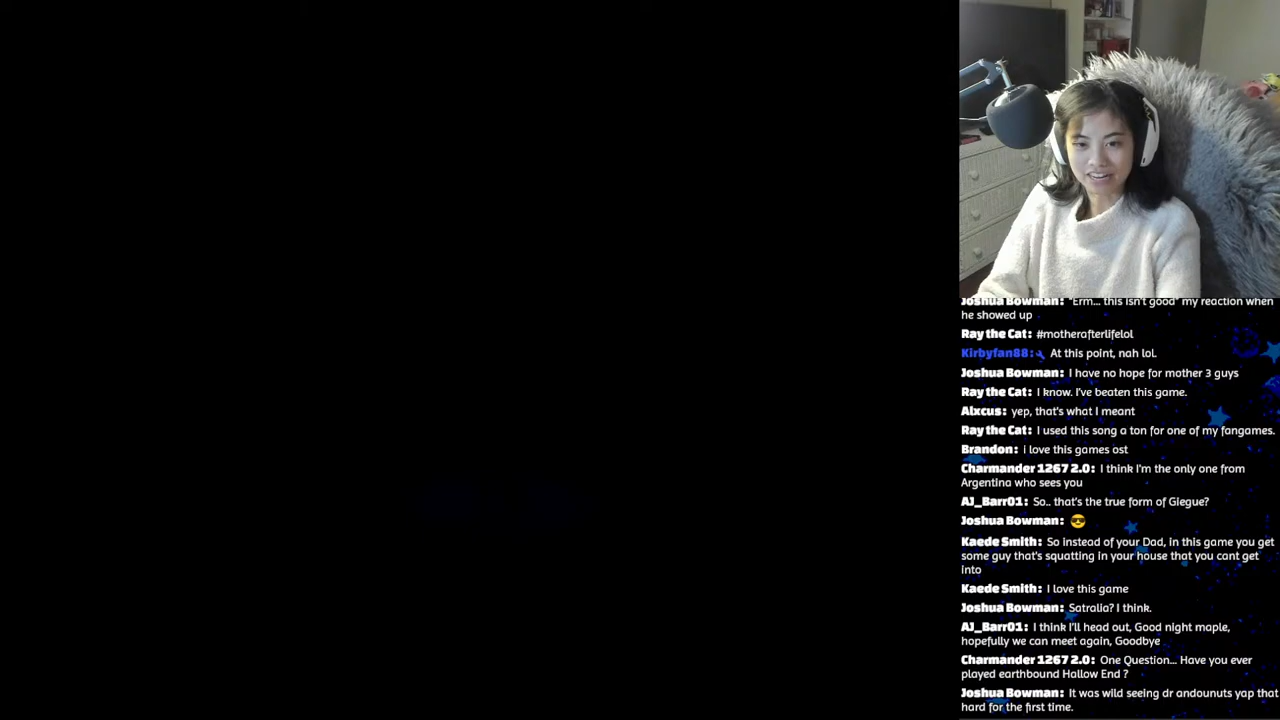 Joshua Bowman: "Erm... this isn't good" my reaction when
he showed up
Ray the Cat: #motherafterlifelol
Kirbyfan88: At this point, nah lol.
Joshua Bowman: I have no hope for mother 3 guys
Ray the Cat: I know. I've beaten this game.
Alxcus: yep, that's what I meant
Ray the Cat: I used this song a ton for one of my fangames.
Brandon: i love this games ost
Charmander 1267 2.0: I think I'm the only one from
Argentina who sees you
AJ_Barr01: So.. that's the true form of Giegue?
Joshua Bowman: 😎
Kaede Smith: So instead of your Dad, in this game you get
some guy that's squatting in your house that you cant get
into
Kaede Smith: I love this game
Joshua Bowman: Satralia? I think.
AJ_Barr01: I think I'll head out, Good night maple,
hopefully we can meet again, Goodbye
Charmander 1267 2.0: One Question... Have you ever
played earthbound Hallow End ?
Joshua Bowman: It was wild seeing dr andounuts yap that
hard for the first time.